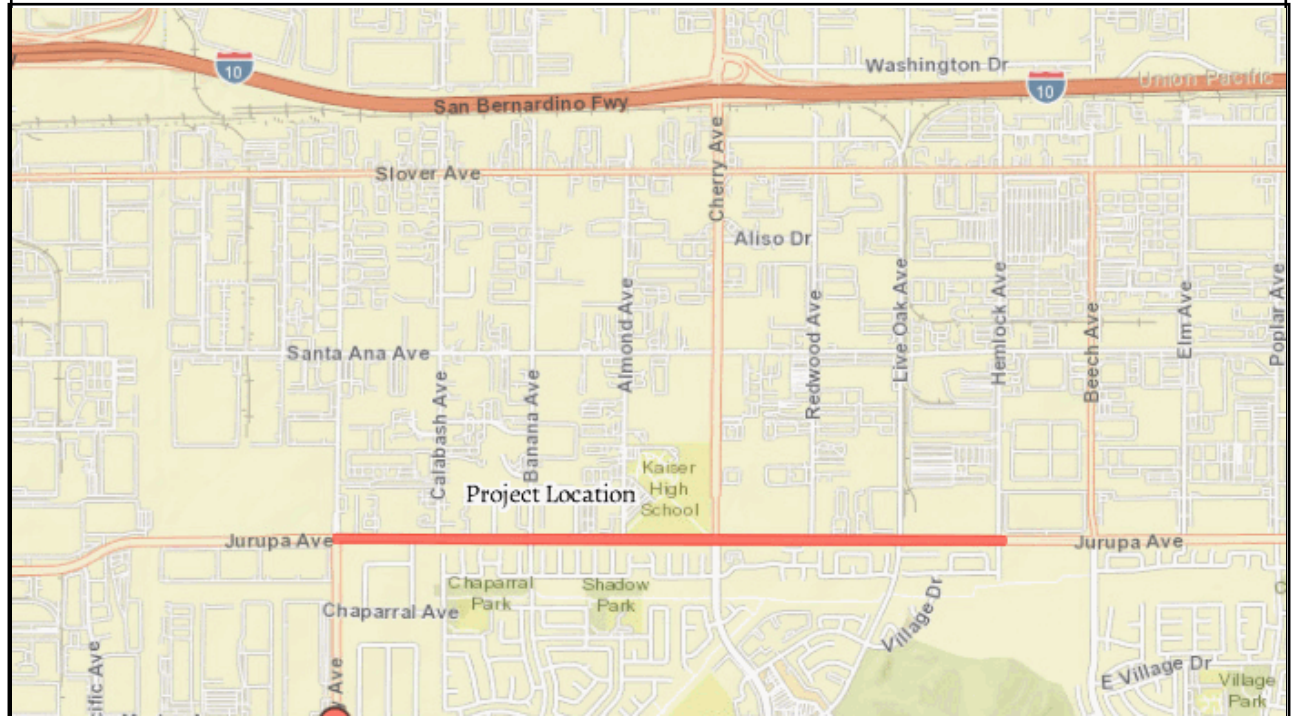 Washington Dr
10
10
Union Pacific
San Bernardino Fwy
Slover Ave
Cherry Ave
Aliso Dr
Almond Ave
Redwood Ave
Live Oak Ave
Hemlock Ave
Beech Ave
Elm Ave
Poplar Ave
Santa Ana Ave
Calabash Ave
Banana Ave
Kaiser
High
School
Project Location
Jurupa Ave
Jurupa Ave
Chaparral
Park
Shadow
Park
Chaparral Ave
Village Dr
E Village Dr
Village
Park
Ave